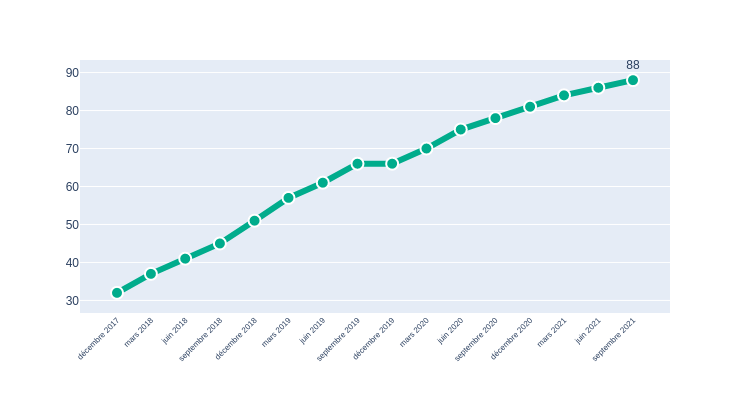 88
90
80
70
60
50
40
30
décembre 2017
mars 2018
juin 2018
septembre 2018
décembre 2018
mars 2019
juin 2019
septembre 2019
décembre 2019
mars 2020
juin 2020
septembre 2020
décembre 2020
mars 2021
juin 2021
septembre 2021